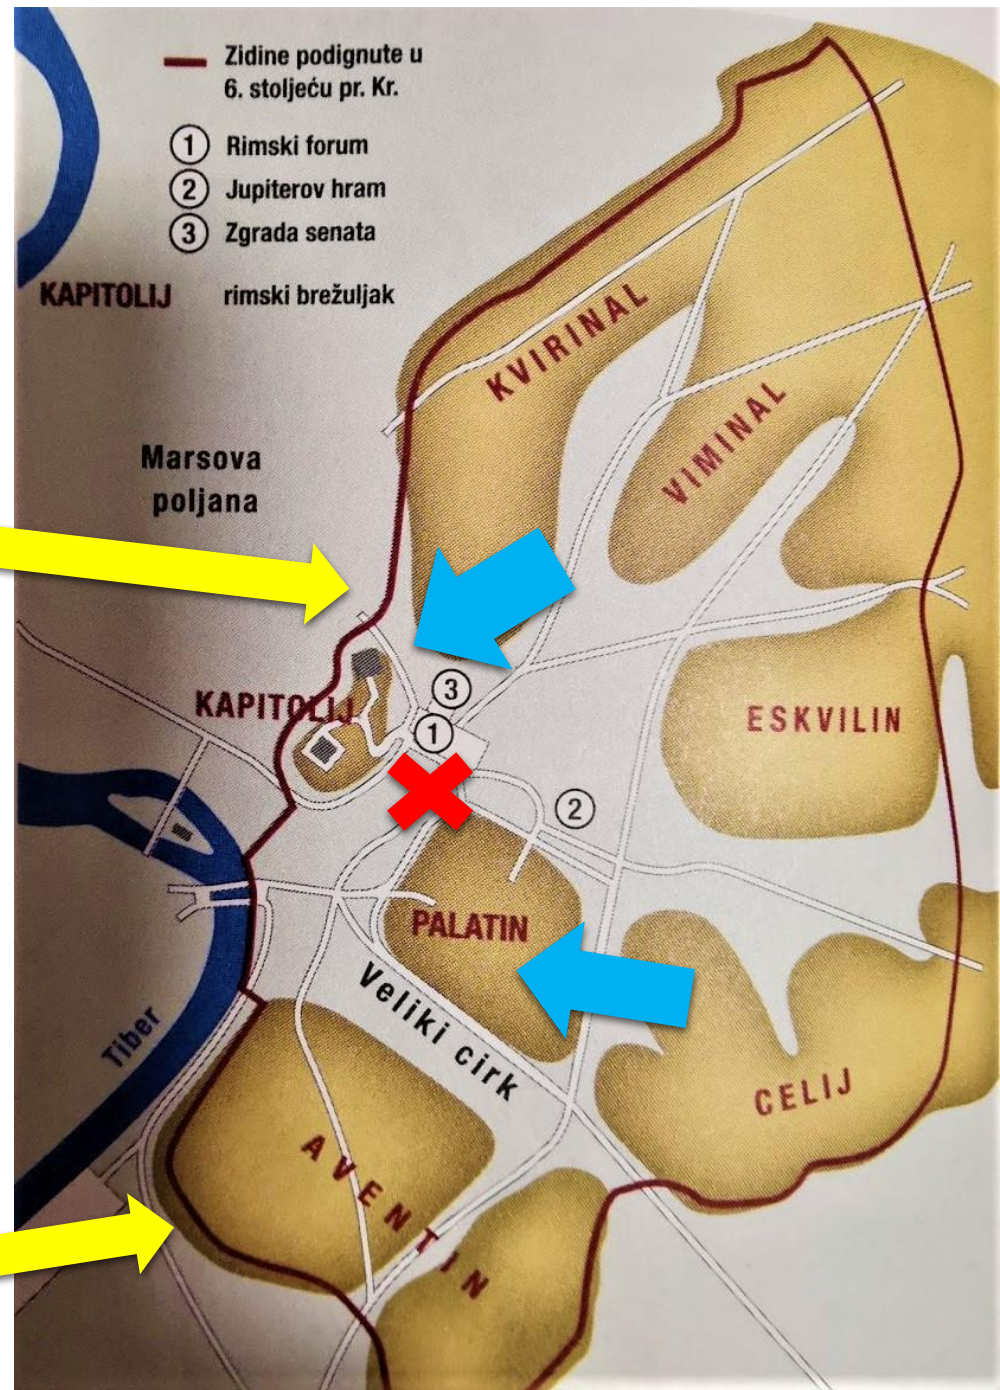 Zidine podignute u
6. stoljeću pr. Kr.
1 Rimski forum
2 Jupiterov hram
3 Zgrada senata
KAPITOLIJ rimski brežuljak
KVIRINAL
VIMINAL
Marsova
poljana
3
KAPITOLIJ
1
ESKVILIN
2
PALATIN
Veliki cirk
Tiber
CELIJ
AVENTIN